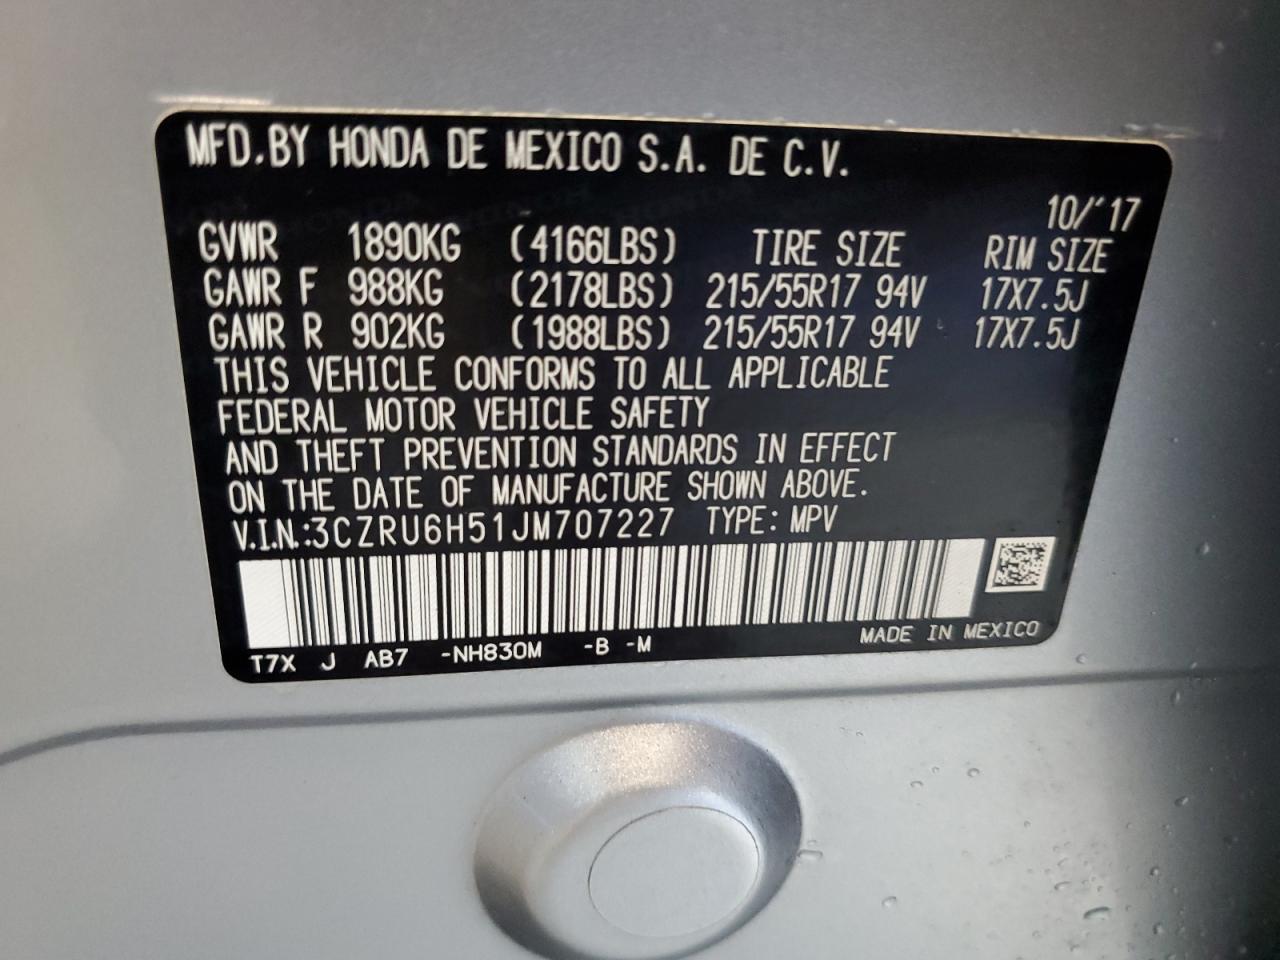 MFD.BY HONDA DE MEXICO S.A. DE C.V.
10/'17
GVWR 1890KG (4166LBS) TIRE SIZE RIM SIZE
GAWR F 988KG (2178LBS) 215/55R17 94V 17X7.5J
GAWR R 902KG (1988LBS) 215/55R17 94V 17X7.5J
THIS VEHICLE CONFORMS TO ALL APPLICABLE
FEDERAL MOTOR VEHICLE SAFETY
AND THEFT PREVENTION STANDARDS IN EFFECT
ON THE DATE OF MANUFACTURE SHOWN ABOVE.
V.I.N.:3CZRU6H51JM707227 TYPE: MPV
T7X J AB7 -NH830M -B -M MADE IN MEXICO